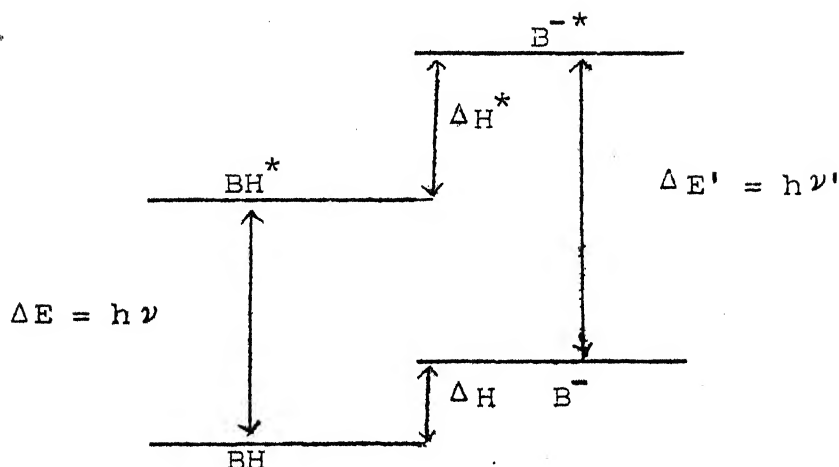 B⁻*
ΔH*
BH*
ΔE' = hν'
ΔE = hν
ΔH
B⁻
BH